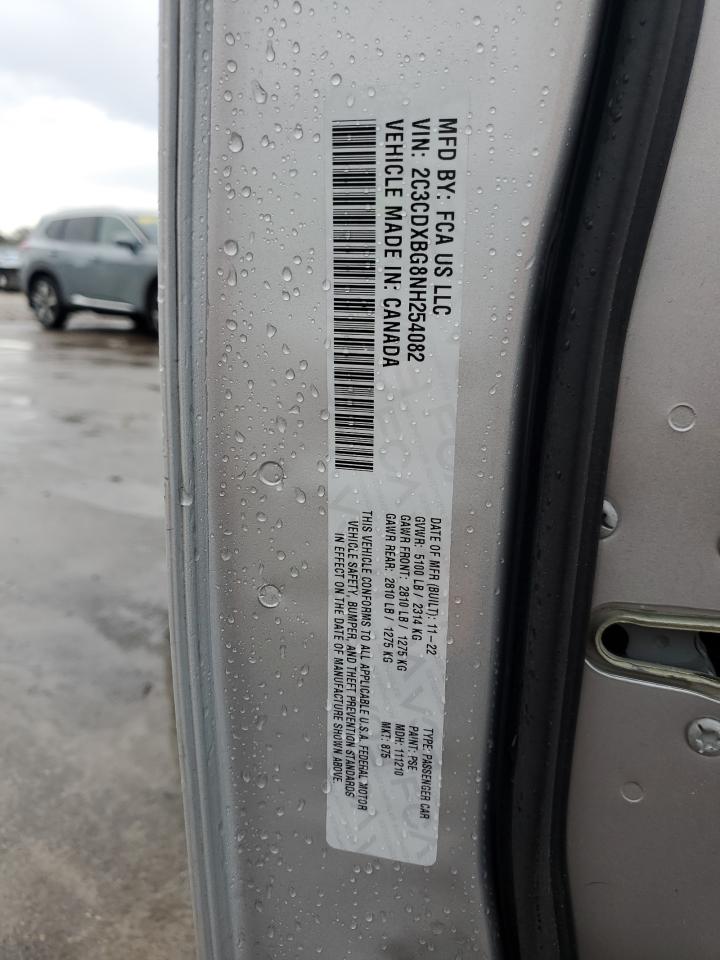 MFD BY: FCA US LLC
VIN: 2C3CDXBG8NH254082
VEHICLE MADE IN: CANADA
DATE OF MFR (BUILT): 11-22
GVWR: 5100 LB / 2314 KG
GAWR FRONT: 2810 LB / 1275 KG
GAWR REAR: 2810 LB / 1275 KG
TYPE: PASSENGER CAR
PAINT: PSE
MDH: 111210
MKT: 875
THIS VEHICLE CONFORMS TO ALL APPLICABLE U.S.A. FEDERAL MOTOR
VEHICLE SAFETY, BUMPER, AND THEFT PREVENTION STANDARDS
IN EFFECT ON THE DATE OF MANUFACTURE SHOWN ABOVE.